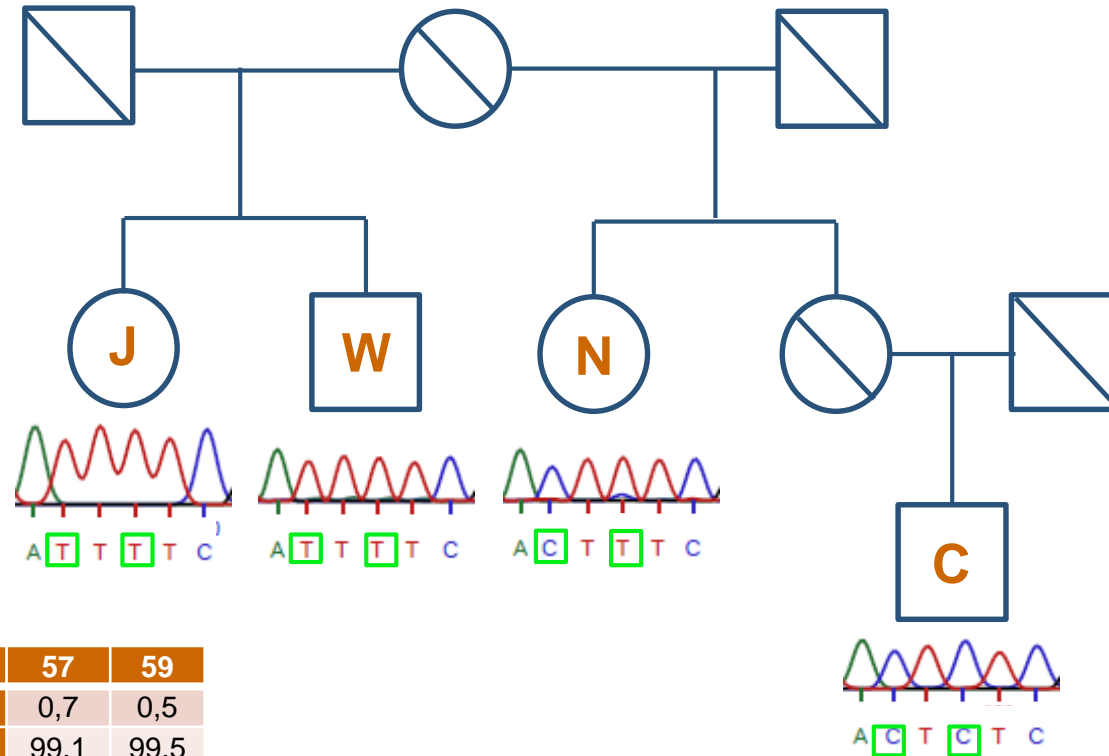 J
W
N
A T T T T C
)
A T T T T C
A C T T T C
C
57 59
0,7 0,5
99,1 99,5
A C T C T C